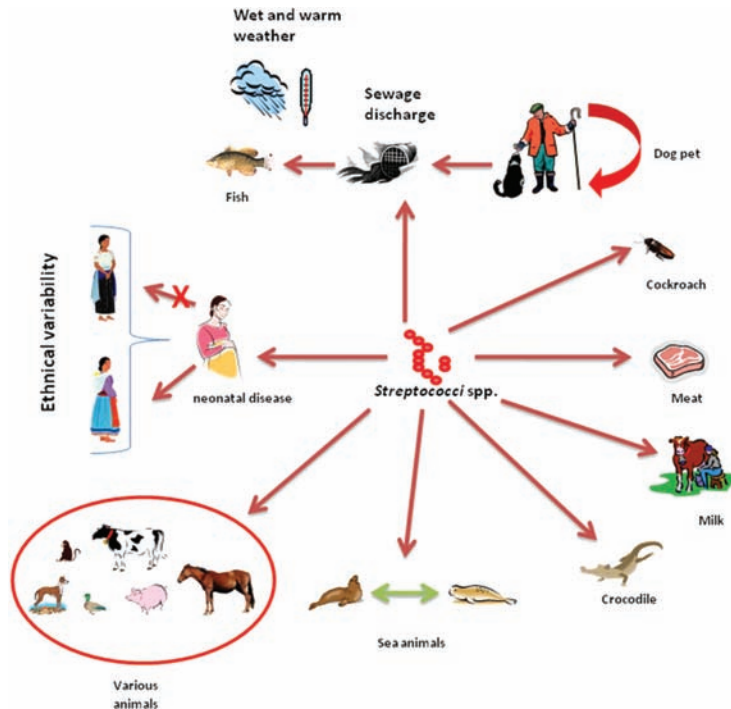 Wet and warm
weather
Sewage
discharge
Dog pet
Fish
Cockroach
Ethnical variability
neonatal disease
Streptococci spp.
Meat
Milk
Crocodile
Sea animals
Various
animals